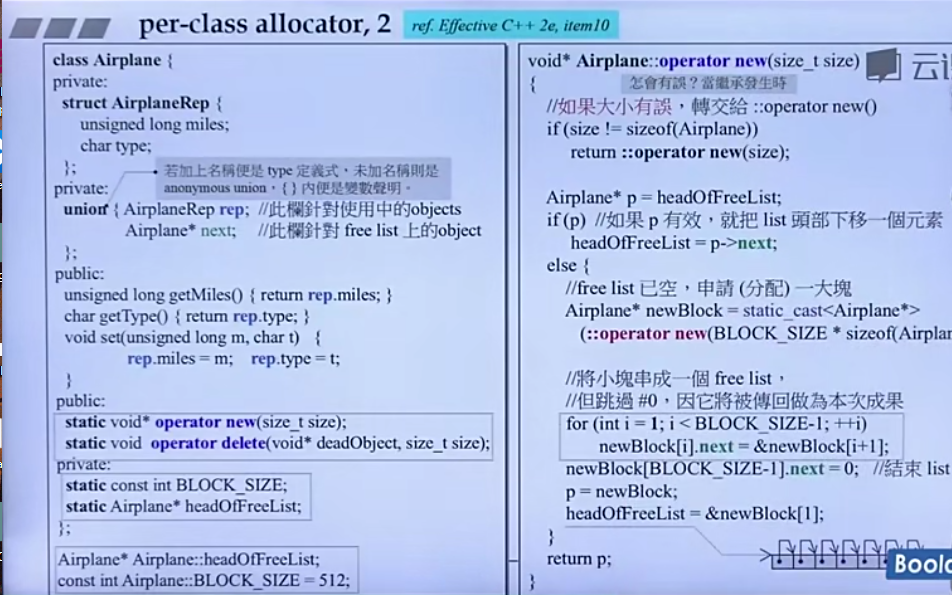 per-class allocator, 2
ref. Effective C++ 2e, item10
class Airplane {
private:
struct AirplaneRep {
unsigned long miles;
char type;
};
若加上名稱便是 type 定義式，未加名稱則是
anonymous union，{ } 內便是變數聲明。
private:
union { AirplaneRep rep; //此欄針對使用中的objects
Airplane* next; //此欄針對 free list 上的object
};
public:
unsigned long getMiles() { return rep.miles; }
char getType() { return rep.type; }
void set(unsigned long m, char t) {
rep.miles = m; rep.type = t;
}
public:
static void* operator new(size_t size);
static void operator delete(void* deadObject, size_t size);
private:
static const int BLOCK_SIZE;
static Airplane* headOfFreeList;
};
Airplane* Airplane::headOfFreeList;
const int Airplane::BLOCK_SIZE = 512;
void* Airplane::operator new(size_t size)
{
怎會有誤？當繼承發生時
//如果大小有誤，轉交給 ::operator new()
if (size != sizeof(Airplane))
return ::operator new(size);
Airplane* p = headOfFreeList;
if (p) //如果 p 有效，就把 list 頭部下移一個元素
headOfFreeList = p->next;
else {
//free list 已空，申請 (分配) 一大塊
Airplane* newBlock = static_cast<Airplane*>
(::operator new(BLOCK_SIZE * sizeof(Airplan
//將小塊串成一個 free list，
//但跳過 #0，因它將被傳回做為本次成果
for (int i = 1; i < BLOCK_SIZE-1; ++i)
newBlock[i].next = &newBlock[i+1];
newBlock[BLOCK_SIZE-1].next = 0; //結束 list
p = newBlock;
headOfFreeList = &newBlock[1];
}
return p;
}
Boola